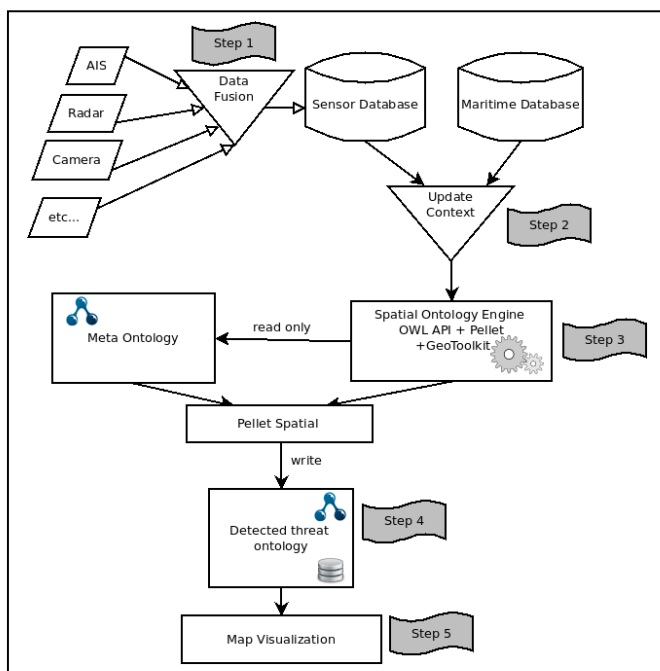 Step 1
AIS
Data
Fusion
Radar
Sensor Database
Maritime Database
Camera
etc...
Update
Context
Step 2
Meta Ontology
read only
Spatial Ontology Engine
OWL API + Pellet
+GeoToolkit
Step 3
Pellet Spatial
write
Detected threat
ontology
Step 4
Map Visualization
Step 5